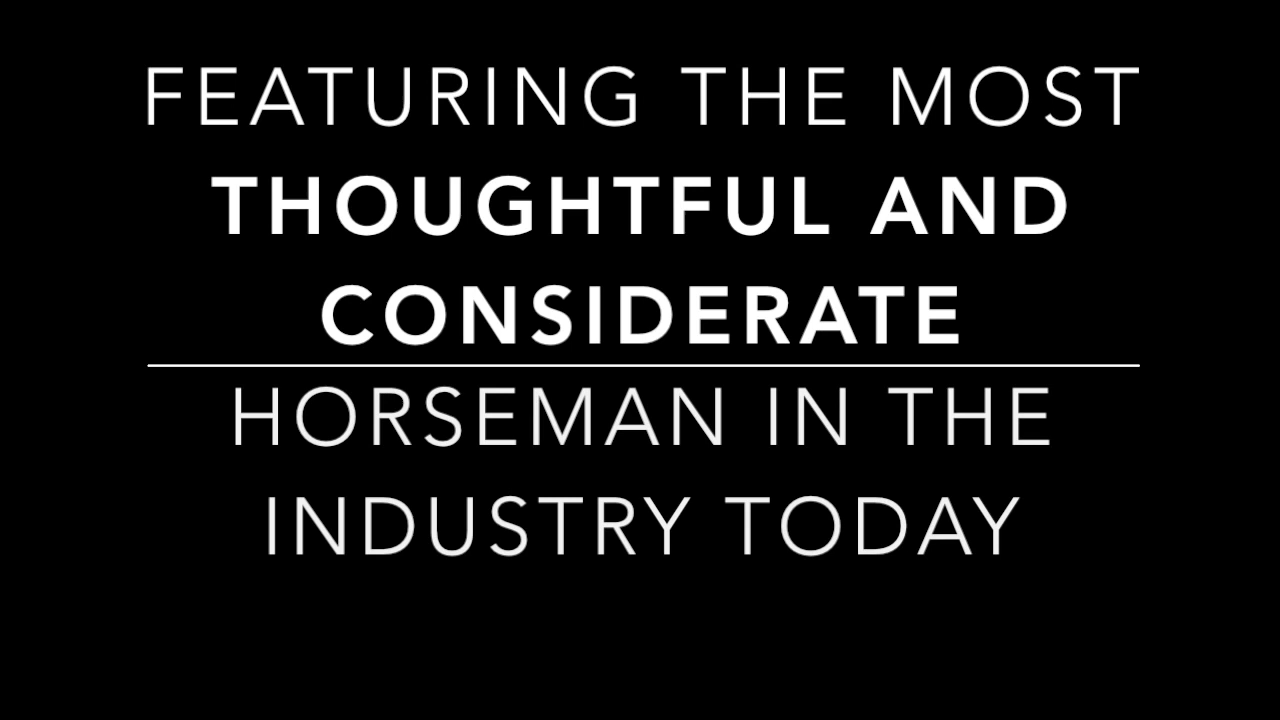 FEATURING THE MOST
THOUGHTFUL AND
CONSIDERATE
HORSEMAN IN THE
INDUSTRY TODAY